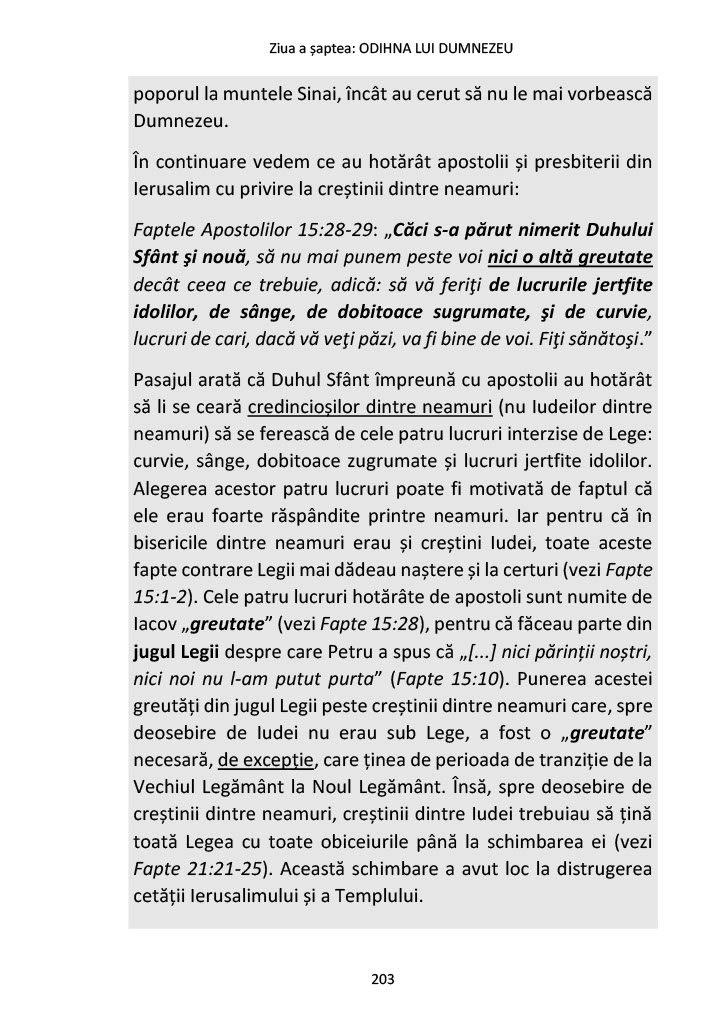 Ziua a șaptea: ODIHNA LUI DUMNEZEU
poporul la muntele Sinai, încât au cerut să nu le mai vorbească
Dumnezeu.
În continuare vedem ce au hotărât apostolii și presbiterii din
Ierusalim cu privire la creștinii dintre neamuri:
Faptele Apostolilor 15:28-29: „Căci s-a părut nimerit Duhului
Sfânt şi nouă, să nu mai punem peste voi nici o altă greutate
decât ceea ce trebuie, adică: să vă feriţi de lucrurile jertfite
idolilor, de sânge, de dobitoace sugrumate, şi de curvie,
lucruri de cari, dacă vă veţi păzi, va fi bine de voi. Fiţi sănătoşi.”
Pasajul arată că Duhul Sfânt împreună cu apostolii au hotărât
să li se ceară credincioșilor dintre neamuri (nu Iudeilor dintre
neamuri) să se ferească de cele patru lucruri interzise de Lege:
curvie, sânge, dobitoace zugrumate și lucruri jertfite idolilor.
Alegerea acestor patru lucruri poate fi motivată de faptul că
ele erau foarte răspândite printre neamuri. Iar pentru că în
bisericile dintre neamuri erau și creștini Iudei, toate aceste
fapte contrare Legii mai dădeau naștere și la certuri (vezi Fapte
15:1-2). Cele patru lucruri hotărâte de apostoli sunt numite de
Iacov „greutate” (vezi Fapte 15:28), pentru că făceau parte din
jugul Legii despre care Petru a spus că „[...] nici părinții noștri,
nici noi nu l-am putut purta” (Fapte 15:10). Punerea acestei
greutăți din jugul Legii peste creștinii dintre neamuri care, spre
deosebire de Iudei nu erau sub Lege, a fost o „greutate”
necesară, de excepție, care ținea de perioada de tranziție de la
Vechiul Legământ la Noul Legământ. Însă, spre deosebire de
creștinii dintre neamuri, creștinii dintre Iudei trebuiau să țină
toată Legea cu toate obiceiurile până la schimbarea ei (vezi
Fapte 21:21-25). Această schimbare a avut loc la distrugerea
cetății Ierusalimului și a Templului.
203